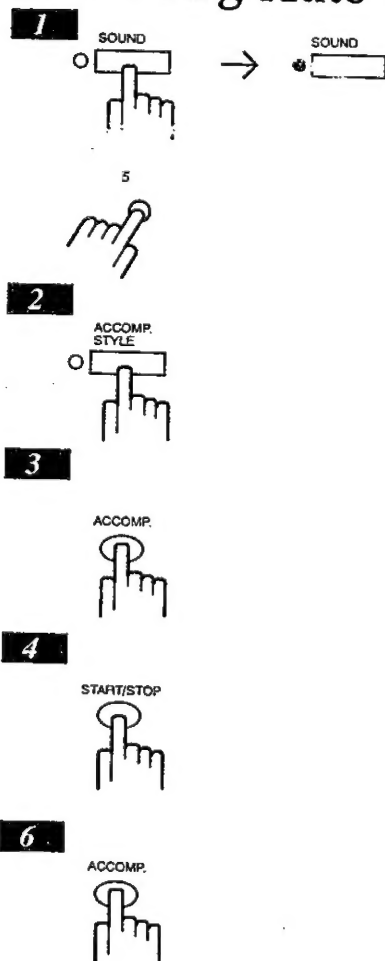 1
SOUND
SOUND
5
2
ACCOMP.
STYLE
3
ACCOMP.
4
START/STOP
6
ACCOMP.